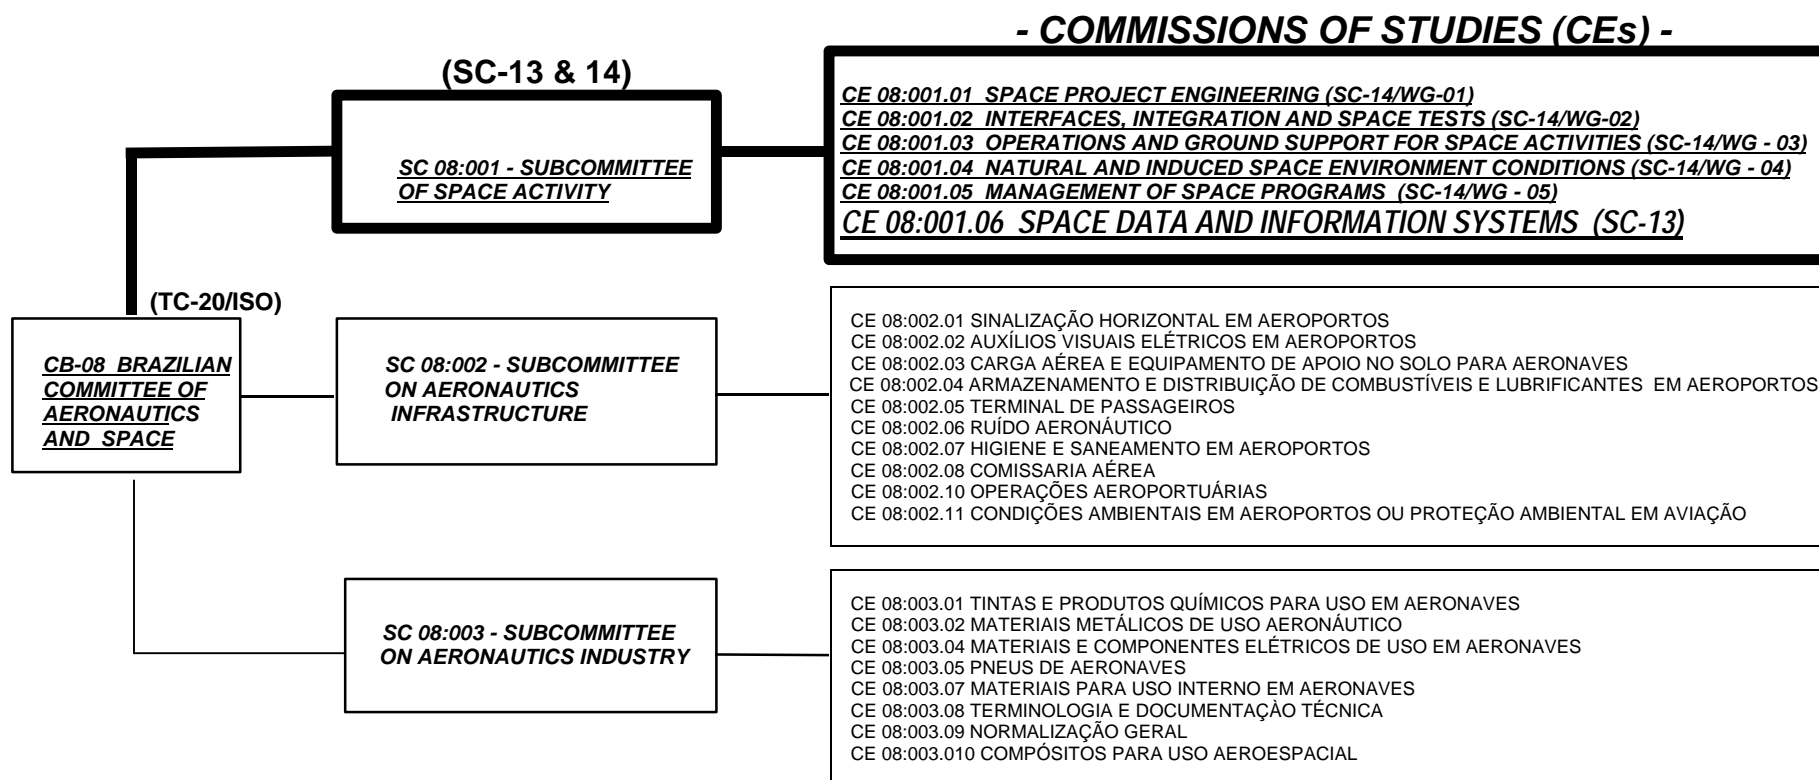 - COMMISSIONS OF STUDIES (CEs) -
(SC-13 & 14)
SC 08:001 - SUBCOMMITTEE
OF SPACE ACTIVITY
CE 08:001.01 SPACE PROJECT ENGINEERING (SC-14/WG-01)
CE 08:001.02 INTERFACES, INTEGRATION AND SPACE TESTS (SC-14/WG-02)
CE 08:001.03 OPERATIONS AND GROUND SUPPORT FOR SPACE ACTIVITIES (SC-14/WG - 03)
CE 08:001.04 NATURAL AND INDUCED SPACE ENVIRONMENT CONDITIONS (SC-14/WG - 04)
CE 08:001.05 MANAGEMENT OF SPACE PROGRAMS (SC-14/WG - 05)
CE 08:001.06 SPACE DATA AND INFORMATION SYSTEMS (SC-13)
(TC-20/ISO)
CB-08 BRAZILIAN
COMMITTEE OF
AERONAUTICS
AND SPACE
SC 08:002 - SUBCOMMITTEE
ON AERONAUTICS
INFRASTRUCTURE
CE 08:002.01 SINALIZAÇÃO HORIZONTAL EM AEROPORTOS
CE 08:002.02 AUXÍLIOS VISUAIS ELÉTRICOS EM AEROPORTOS
CE 08:002.03 CARGA AÉREA E EQUIPAMENTO DE APOIO NO SOLO PARA AERONAVES
CE 08:002.04 ARMAZENAMENTO E DISTRIBUIÇÃO DE COMBUSTÍVEIS E LUBRIFICANTES EM AEROPORTOS
CE 08:002.05 TERMINAL DE PASSAGEIROS
CE 08:002.06 RUÍDO AERONÁUTICO
CE 08:002.07 HIGIENE E SANEAMENTO EM AEROPORTOS
CE 08:002.08 COMISSARIA AÉREA
CE 08:002.10 OPERAÇÕES AEROPORTUÁRIAS
CE 08:002.11 CONDIÇÕES AMBIENTAIS EM AEROPORTOS OU PROTEÇÃO AMBIENTAL EM AVIAÇÃO
SC 08:003 - SUBCOMMITTEE
ON AERONAUTICS INDUSTRY
CE 08:003.01 TINTAS E PRODUTOS QUÍMICOS PARA USO EM AERONAVES
CE 08:003.02 MATERIAIS METÁLICOS DE USO AERONÁUTICO
CE 08:003.04 MATERIAIS E COMPONENTES ELÉTRICOS DE USO EM AERONAVES
CE 08:003.05 PNEUS DE AERONAVES
CE 08:003.07 MATERIAIS PARA USO INTERNO EM AERONAVES
CE 08:003.08 TERMINOLOGIA E DOCUMENTAÇÀO TÉCNICA
CE 08:003.09 NORMALIZAÇÃO GERAL
CE 08:003.010 COMPÓSITOS PARA USO AEROESPACIAL